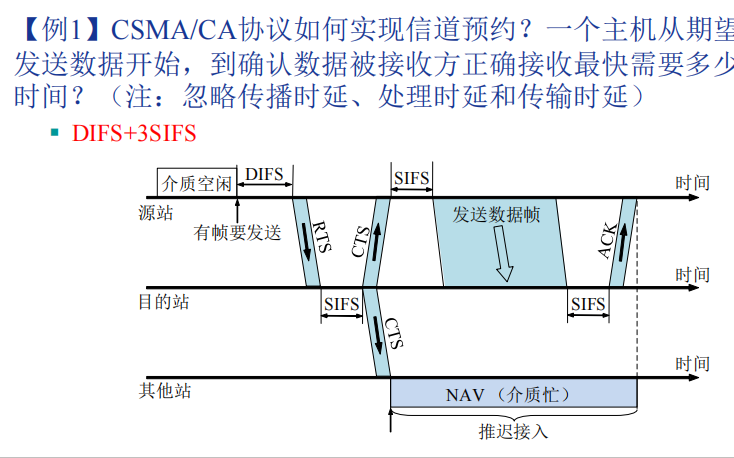 【例1】CSMA/CA协议如何实现信道预约？一个主机从期望
发送数据开始，到确认数据被接收方正确接收最快需要多少
时间？（注：忽略传播时延、处理时延和传输时延）
DIFS+3SIFS
介质空闲
DIFS
SIFS
时间
源站
有帧要发送
RTS
CTS
发送数据帧
ACK
时间
目的站
SIFS
SIFS
CTS
时间
其他站
NAV（介质忙）
推迟接入